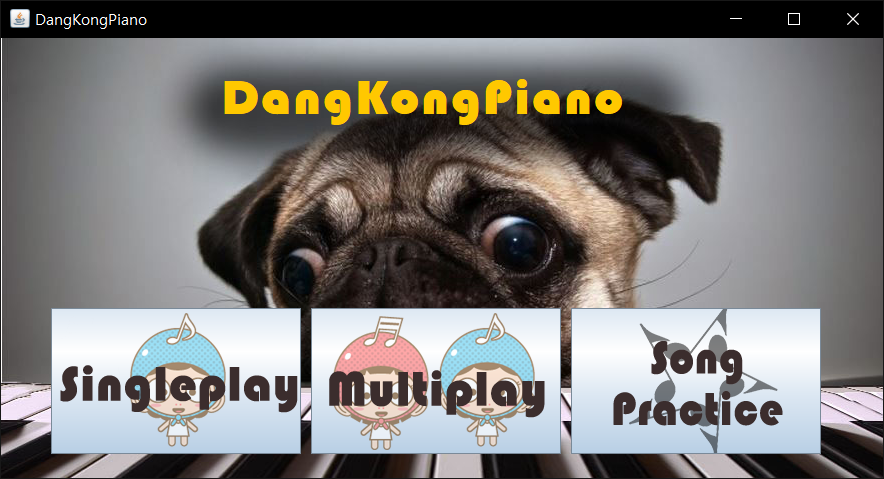 DangKongPiano
DangKongPiano
Singleplay
Multiplay
Song
Practice